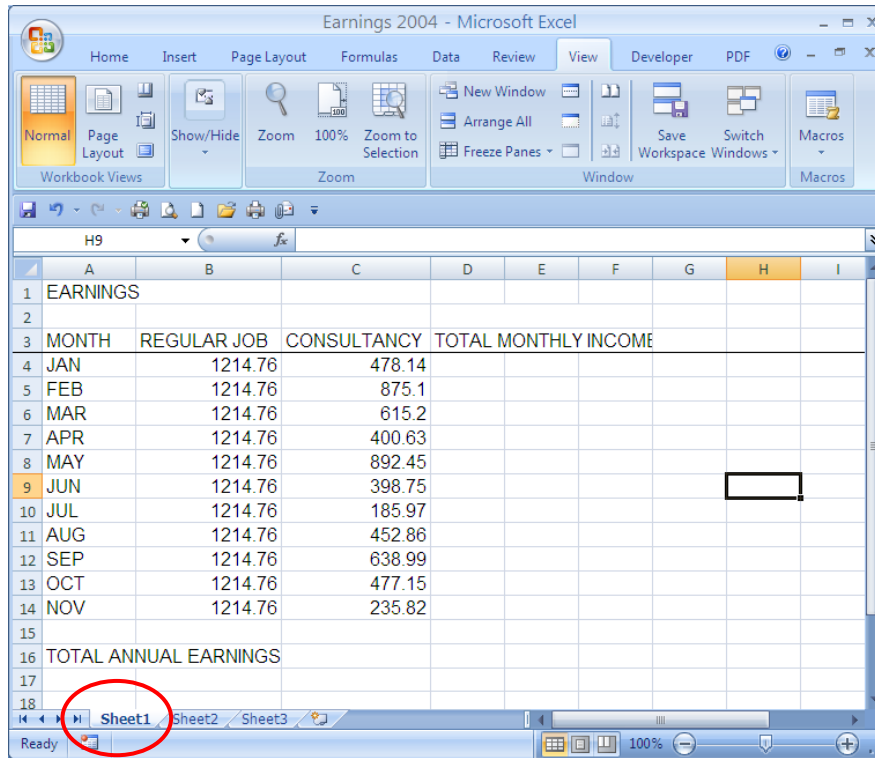 Earnings 2004 - Microsoft Excel
Home Insert Page Layout Formulas Data Review View Developer PDF
Normal Page Layout Show/Hide Zoom 100% Zoom to Selection New Window Arrange All Freeze Panes Save Workspace Switch Windows Macros
Workbook Views Zoom Window Macros
H9 fx
A B C D E F G H I
1 EARNINGS
2
3 MONTH REGULAR JOB CONSULTANCY TOTAL MONTHLY INCOME
4 JAN 1214.76 478.14
5 FEB 1214.76 875.1
6 MAR 1214.76 615.2
7 APR 1214.76 400.63
8 MAY 1214.76 892.45
9 JUN 1214.76 398.75
10 JUL 1214.76 185.97
11 AUG 1214.76 452.86
12 SEP 1214.76 638.99
13 OCT 1214.76 477.15
14 NOV 1214.76 235.82
15
16 TOTAL ANNUAL EARNINGS
17
18
Sheet1 Sheet2 Sheet3
Ready 100%